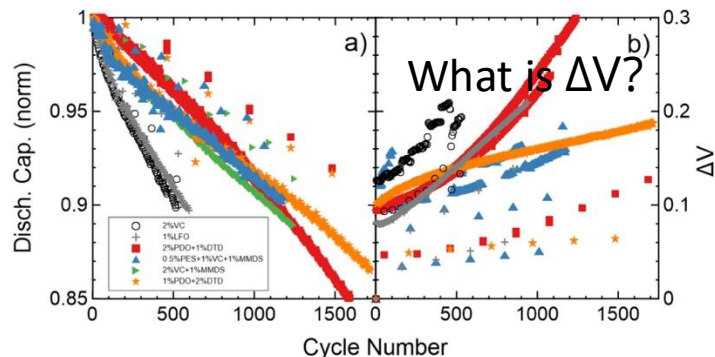 1
0.95
0.9
0.85
Disch. Cap. (norm)
a)
2%VC
1%LFO
2%PDO+1%DTD
0.5%PES+1%VC+1%MMDS
2%VC+1%MMDS
1%PDO+2%DTD
0 500 1000 1500
b)
What is ΔV?
0.3
0.2
0.1
0
ΔV
0 500 1000 1500
Cycle Number